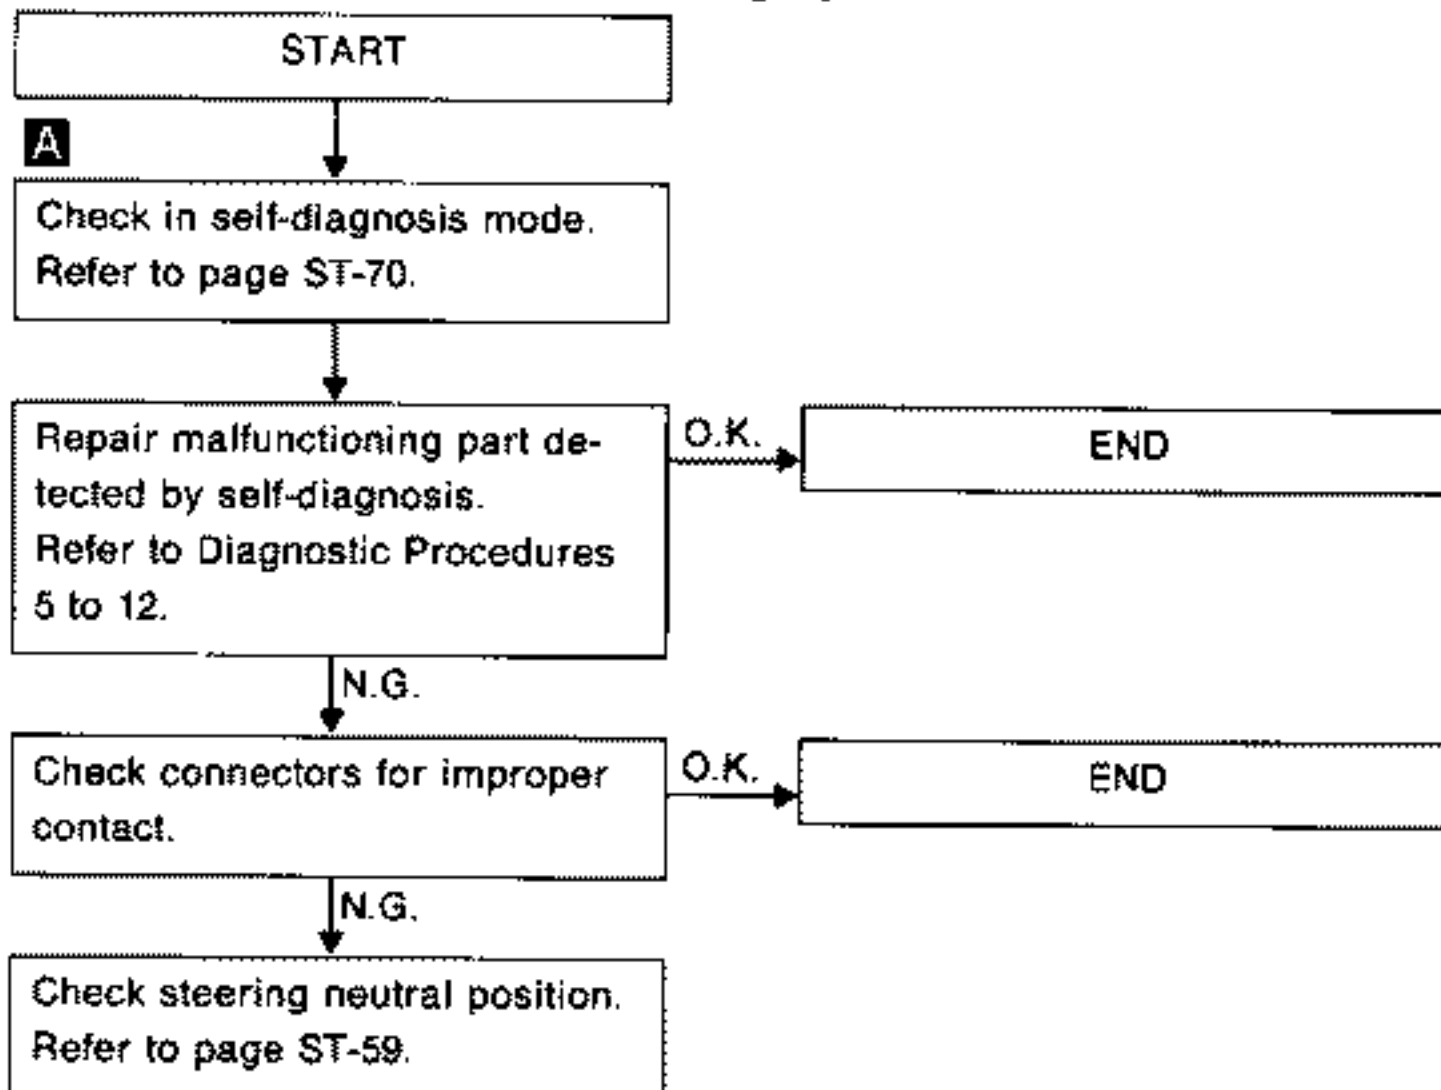 START
A
Check in self-diagnosis mode.
Refer to page ST-70.
Repair malfunctioning part de-
tected by self-diagnosis.
Refer to Diagnostic Procedures
5 to 12.
O.K.
END
N.G.
Check connectors for improper
contact.
O.K.
END
N.G.
Check steering neutral position.
Refer to page ST-59.